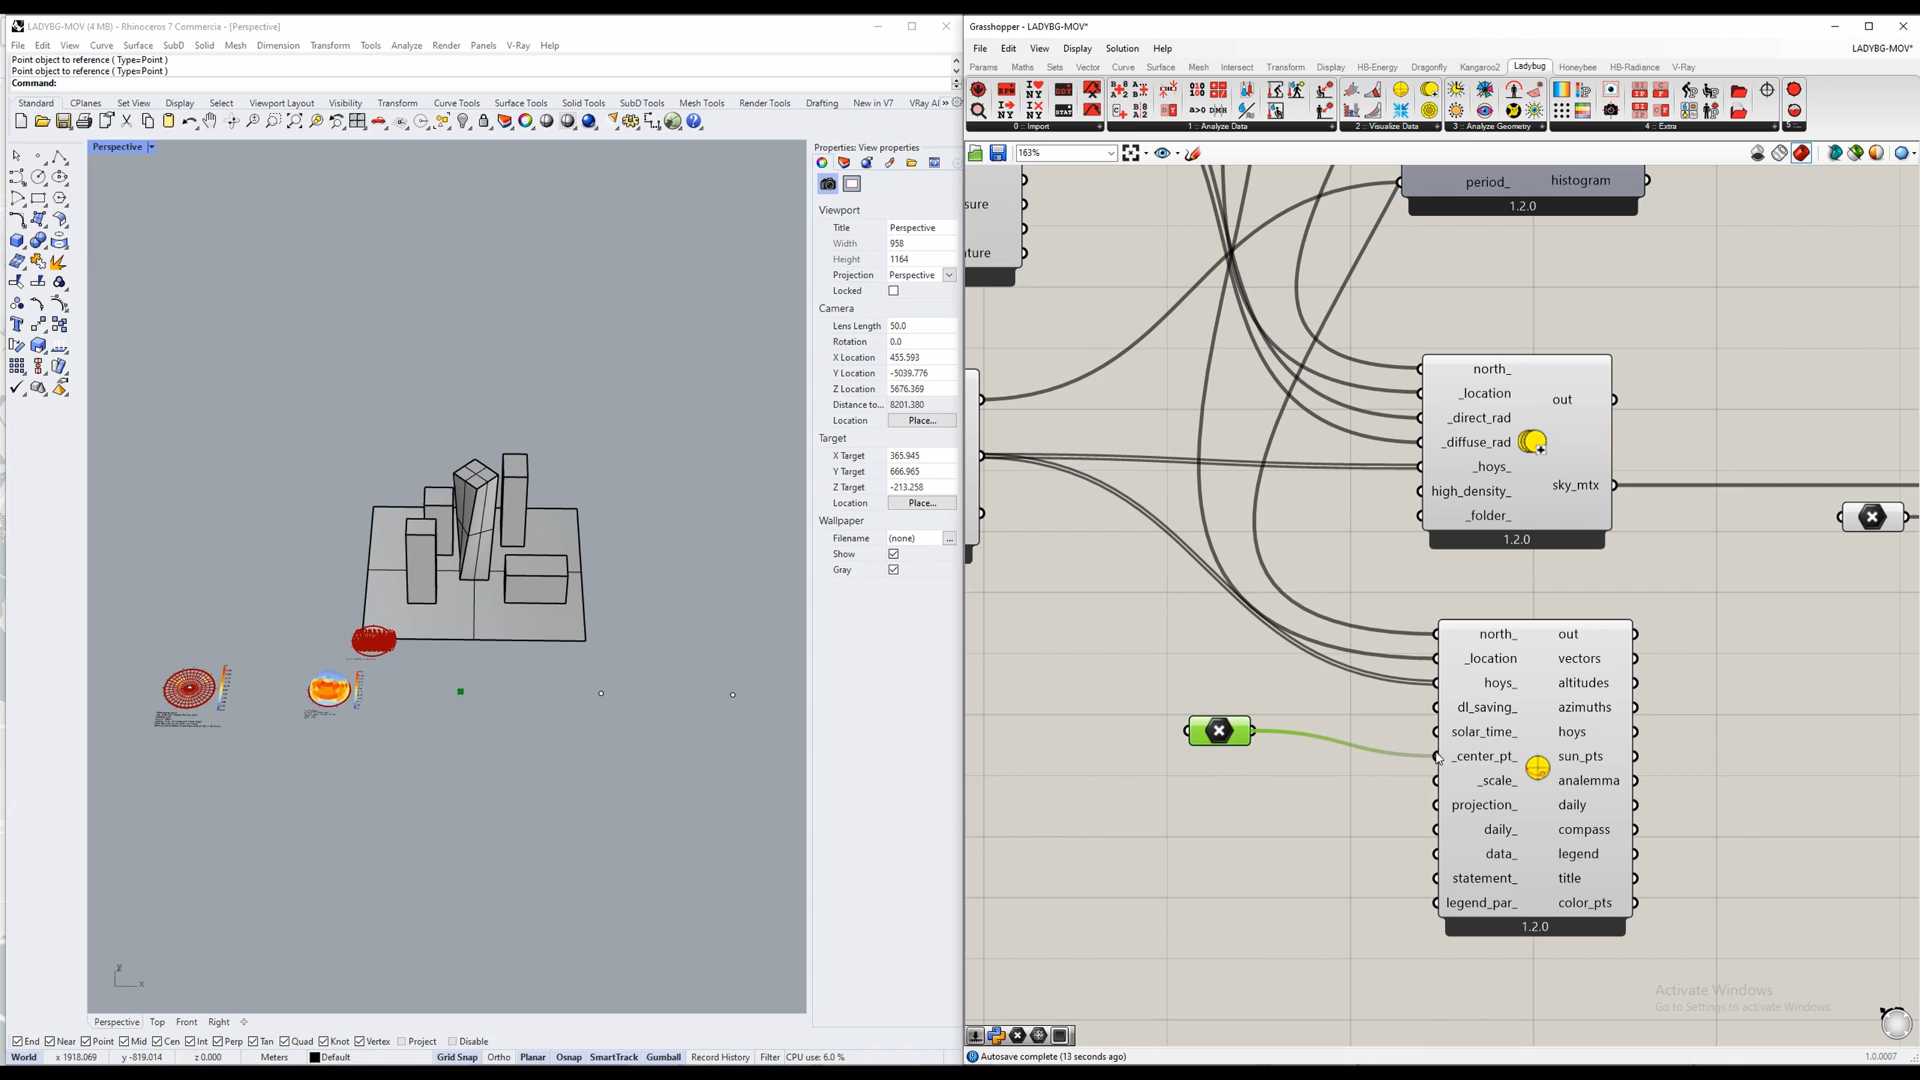 LADYBG-MOV (4 MB) - Rhinoceros 7 Commercia - [Perspective]
File Edit View Curve Surface SubD Solid Mesh Dimension Transform Tools Analyze Render Panels V-Ray Help
Point object to reference ( Type=Point )
Point object to reference ( Type=Point )
Command:
Standard CPlanes Set View Display Select Viewport Layout Visibility Transform Curve Tools Surface Tools Solid Tools SubD Tools Mesh Tools Render Tools Drafting New in V7 VRay Al »
Perspective
Properties: View properties
Viewport
Title Perspective
Width 958
Height 1164
Projection Perspective
Locked
Camera
Lens Length 50.0
Rotation 0.0
X Location 455.593
Y Location -5039.776
Z Location 5676.369
Distance to... 8201.380
Location Place...
Target
X Target 365.945
Y Target 666.965
Z Target -213.258
Location Place...
Wallpaper
Filename (none) ...
Show
Gray
x
Perspective Top Front Right
End Near Point Mid Cen Int Perp Tan Quad Knot Vertex Project Disable
World x 1918.069 y -819.014 z 0.000 Meters Default Grid Snap Ortho Planar Osnap SmartTrack Gumball Record History Filter CPU use: 6.0 %
Grasshopper - LADYBG-MOV*
File Edit View Display Solution Help LADYBG-MOV*
Params Maths Sets Vector Curve Surface Mesh Intersect Transform Display HB-Energy Dragonfly Kangaroo2 Ladybug Honeybee HB-Radiance V-Ray
0 :: Import 1 :: Analyze Data 2 :: Visualize Data 3 :: Analyze Geometry 4 :: Extra 5 ::
163%
period_ histogram
1.2.0
sure
ture
north_
_location
_direct_rad
_diffuse_rad
_hoys_
high_density_
_folder_
out
sky_mtx
1.2.0
north_ out
_location vectors
hoys_ altitudes
dl_saving_ azimuths
solar_time_ hoys
_center_pt_ sun_pts
_scale_ analemma
projection_ daily
daily_ compass
data_ legend
statement_ title
legend_par_ color_pts
1.2.0
Activate Windows
Go to Settings to activate Windows.
Autosave complete (13 seconds ago) 1.0.0007